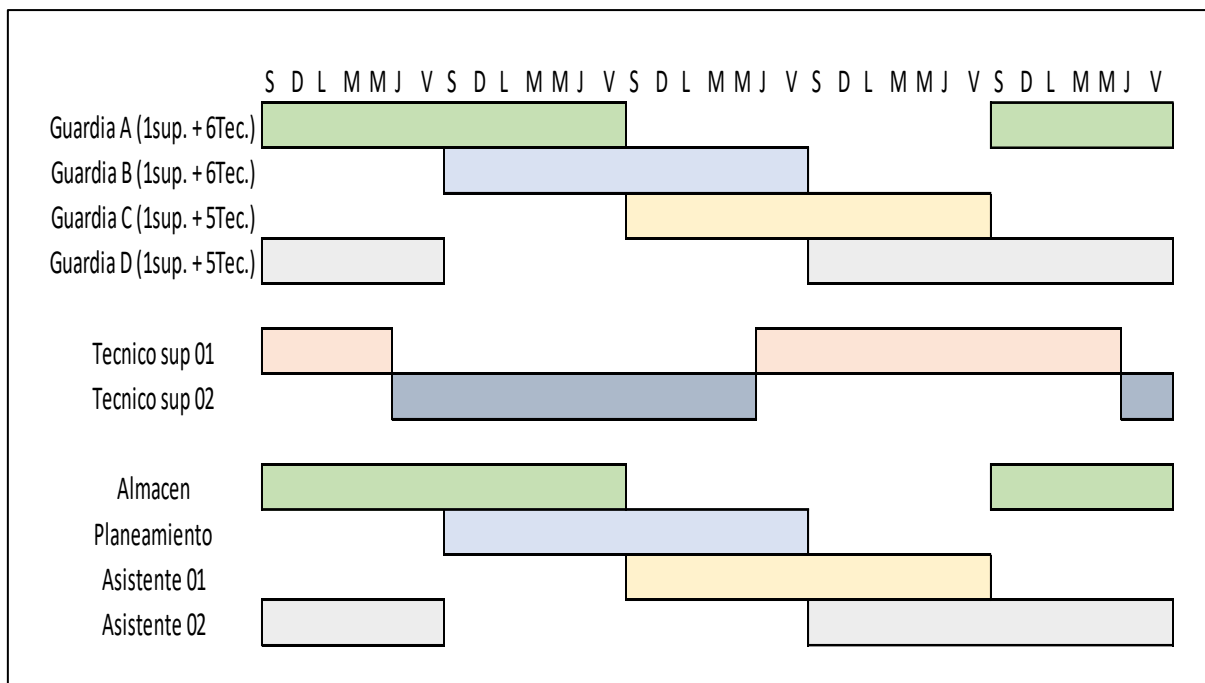 S D L M M J V S D L M M J V S D L M M J V S D L M M J V S D L M M J V
Guardia A (1sup. + 6Tec.)
Guardia B (1sup. + 6Tec.)
Guardia C (1sup. + 5Tec.)
Guardia D (1sup. + 5Tec.)
Tecnico sup 01
Tecnico sup 02
Almacen
Planeamiento
Asistente 01
Asistente 02